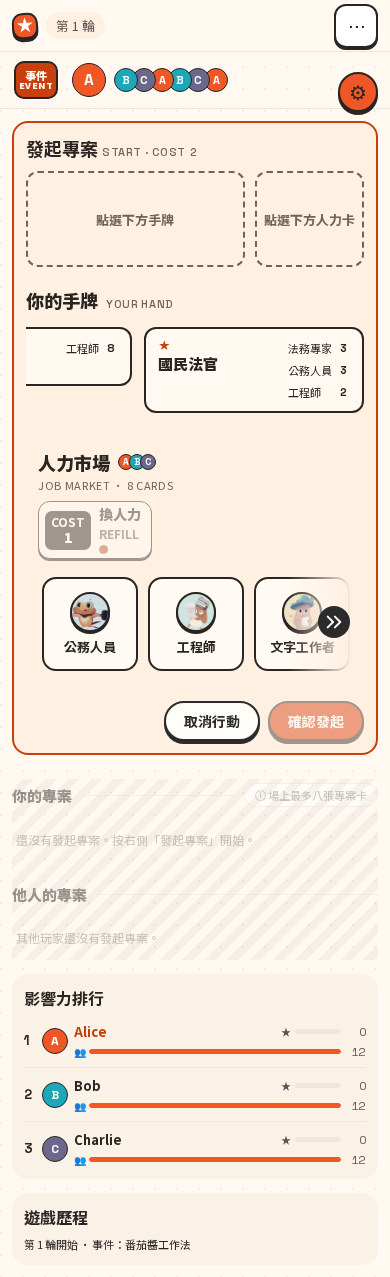 第 1 輪
事件
EVENT
A
B C A B C A
發起專案 START · COST 2
點選下方手牌
點選下方人力卡
你的手牌 YOUR HAND
工程師 8
國民法官
法務專家 3
公務人員 3
工程師 2
人力市場 A B C
JOB MARKET · 8 CARDS
COST 1
換人力
REFILL
公務人員
工程師
文字工作者
取消行動
確認發起
你的專案
場上最多八張專案卡
還沒有發起專案。按右側「發起專案」開始。
他人的專案
其他玩家還沒有發起專案。
影響力排行
1 A Alice ★ 0
12
2 B Bob ★ 0
12
3 C Charlie ★ 0
12
遊戲歷程
第 1 輪開始 · 事件：番茄醬工作法